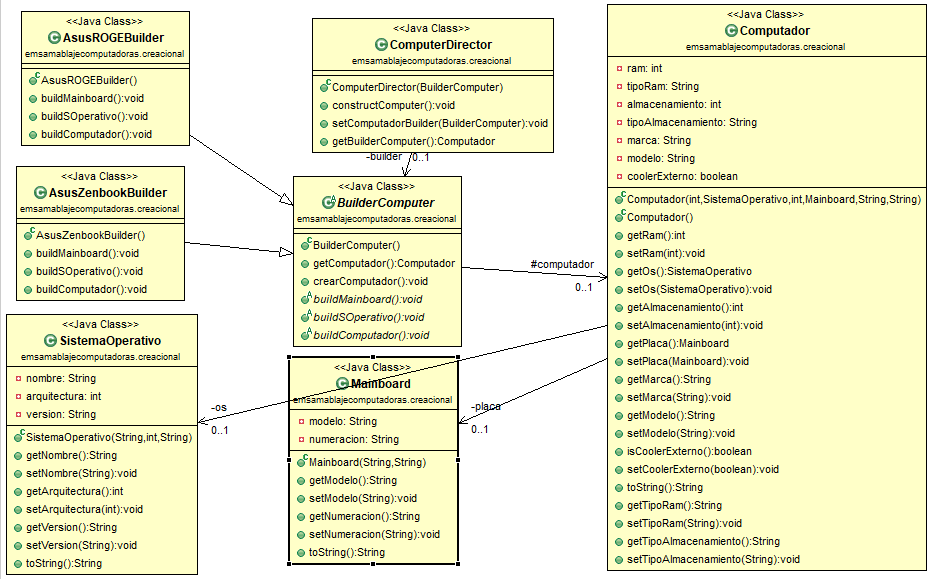 <<Java Class>>
AsusROGEBuilder
emsamablajecomputadoras.creacional
AsusROGEBuilder()
buildMainboard():void
buildSOperativo():void
buildComputador():void
<<Java Class>>
ComputerDirector
emsamablajecomputadoras.creacional
ComputerDirector(BuilderComputer)
constructComputer():void
setComputadorBuilder(BuilderComputer):void
getBuilderComputer():Computador
-builder
0..1
<<Java Class>>
AsusZenbookBuilder
emsamablajecomputadoras.creacional
AsusZenbookBuilder()
buildMainboard():void
buildSOperativo():void
buildComputador():void
<<Java Class>>
BuilderComputer
emsamablajecomputadoras.creacional
BuilderComputer()
getComputador():Computador
crearComputador():void
buildMainboard():void
buildSOperativo():void
buildComputador():void
#computador
0..1
<<Java Class>>
Computador
emsamablajecomputadoras.creacional
ram: int
tipoRam: String
almacenamiento: int
tipoAlmacenamiento: String
marca: String
modelo: String
coolerExterno: boolean
Computador(int,SistemaOperativo,int,Mainboard,String,String)
Computador()
getRam():int
setRam(int):void
getOs():SistemaOperativo
setOs(SistemaOperativo):void
getAlmacenamiento():int
setAlmacenamiento(int):void
getPlaca():Mainboard
setPlaca(Mainboard):void
getMarca():String
setMarca(String):void
getModelo():String
setModelo(String):void
isCoolerExterno():boolean
setCoolerExterno(boolean):void
toString():String
getTipoRam():String
setTipoRam(String):void
getTipoAlmacenamiento():String
setTipoAlmacenamiento(String):void
<<Java Class>>
SistemaOperativo
emsamablajecomputadoras.creacional
nombre: String
arquitectura: int
version: String
SistemaOperativo(String,int,String)
getNombre():String
setNombre(String):void
getArquitectura():int
setArquitectura(int):void
getVersion():String
setVersion(String):void
toString():String
-os
0..1
<<Java Class>>
Mainboard
emsamablajecomputadoras.creacional
modelo: String
numeracion: String
Mainboard(String,String)
getModelo():String
setModelo(String):void
getNumeracion():String
setNumeracion(String):void
toString():String
-placa
0..1